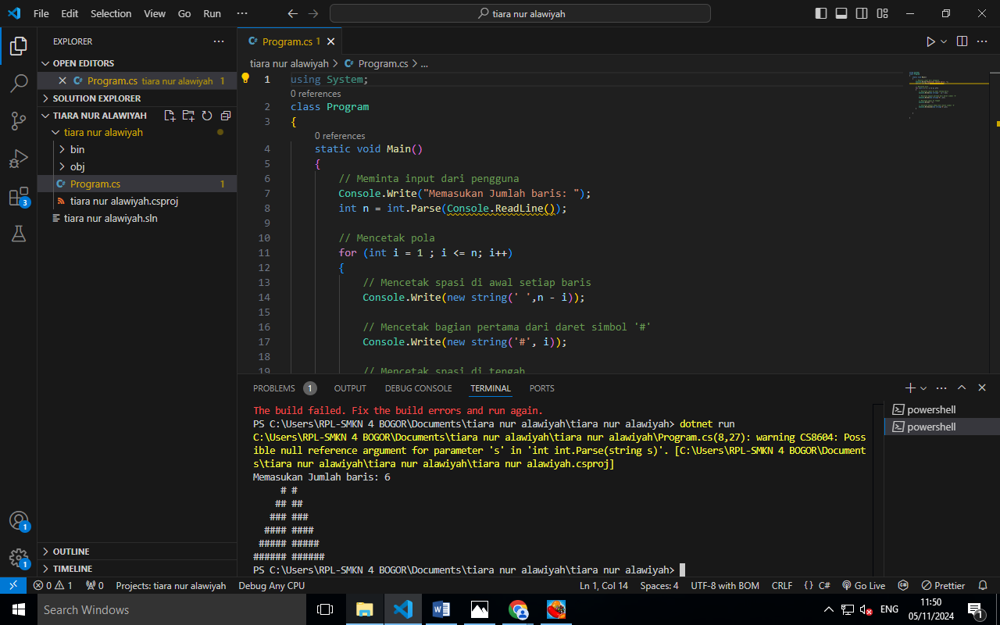 File Edit Selection View Go Run ···
tiara nur alawiyah
EXPLORER
OPEN EDITORS
Program.cs tiara nur alawiyah 1
SOLUTION EXPLORER
TIARA NUR ALAWIYAH
tiara nur alawiyah
bin
obj
Program.cs 1
tiara nur alawiyah.csproj
tiara nur alawiyah.sln
OUTLINE
TIMELINE
3
1
1
Program.cs 1
tiara nur alawiyah > Program.cs > ...
1 using System;
0 references
2 class Program
3 {
0 references
4 static void Main()
5 {
6 // Meminta input dari pengguna
7 Console.Write("Memasukan Jumlah baris: ");
8 int n = int.Parse(Console.ReadLine());
9
10 // Mencetak pola
11 for (int i = 1 ; i <= n; i++)
12 {
13 // Mencetak spasi di awal setiap baris
14 Console.Write(new string(' ',n - i));
15
16 // Mencetak bagian pertama dari daret simbol '#'
17 Console.Write(new string('#', i));
18
19 // Mencetak spasi di tengah
PROBLEMS 1 OUTPUT DEBUG CONSOLE TERMINAL PORTS
powershell
powershell
The build failed. Fix the build errors and run again.
PS C:\Users\RPL-SMKN 4 BOGOR\Documents\tiara nur alawiyah\tiara nur alawiyah> dotnet run
C:\Users\RPL-SMKN 4 BOGOR\Documents\tiara nur alawiyah\tiara nur alawiyah\Program.cs(8,27): warning CS8604: Poss
ible null reference argument for parameter 's' in 'int int.Parse(string s)'. [C:\Users\RPL-SMKN 4 BOGOR\Document
s\tiara nur alawiyah\tiara nur alawiyah\tiara nur alawiyah.csproj]
Memasukan Jumlah baris: 6
     # #
    ## ##
   ### ###
  #### ####
 ##### #####
###### ######
PS C:\Users\RPL-SMKN 4 BOGOR\Documents\tiara nur alawiyah\tiara nur alawiyah>
0 1 0 Projects: tiara nur alawiyah Debug Any CPU Ln 1, Col 14 Spaces: 4 UTF-8 with BOM CRLF {} C# Go Live Prettier
Search Windows
ENG
11:50
05/11/2024
1